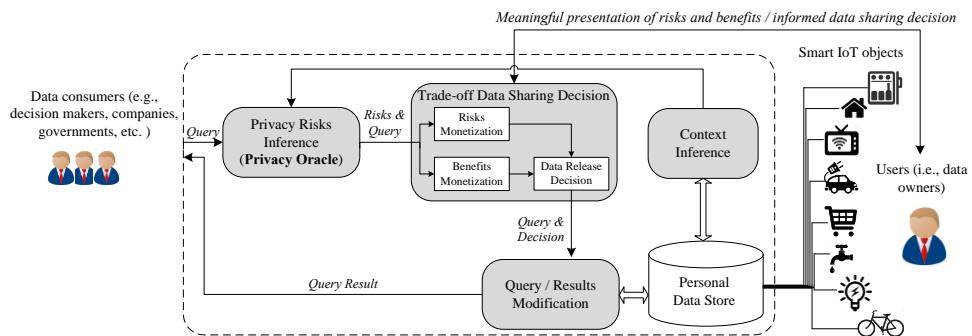 Meaningful presentation of risks and benefits / informed data sharing decision
Smart IoT objects
Data consumers (e.g.,
decision makers, companies,
governments, etc. )
Query
Privacy Risks
Inference
(Privacy Oracle)
Risks &
Query
Trade-off Data Sharing Decision
Risks
Monetization
Benefits
Monetization
Data Release
Decision
Context
Inference
Users (i.e., data
owners)
Query &
Decision
Query Result
Query / Results
Modification
Personal
Data Store